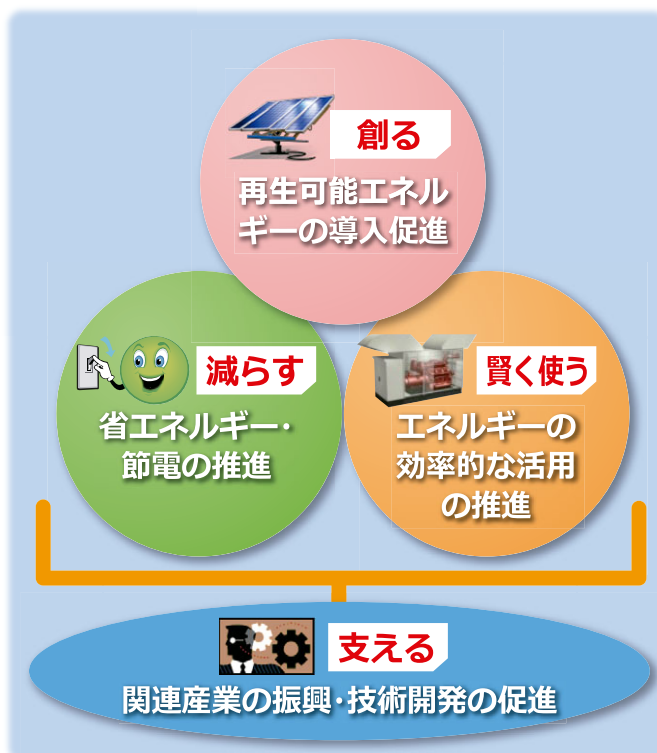 創る
再生可能エネル
ギーの導入促進
減らす
省エネルギー・
節電の推進
賢く使う
エネルギーの
効率的な活用
の推進
支える
関連産業の振興・技術開発の促進